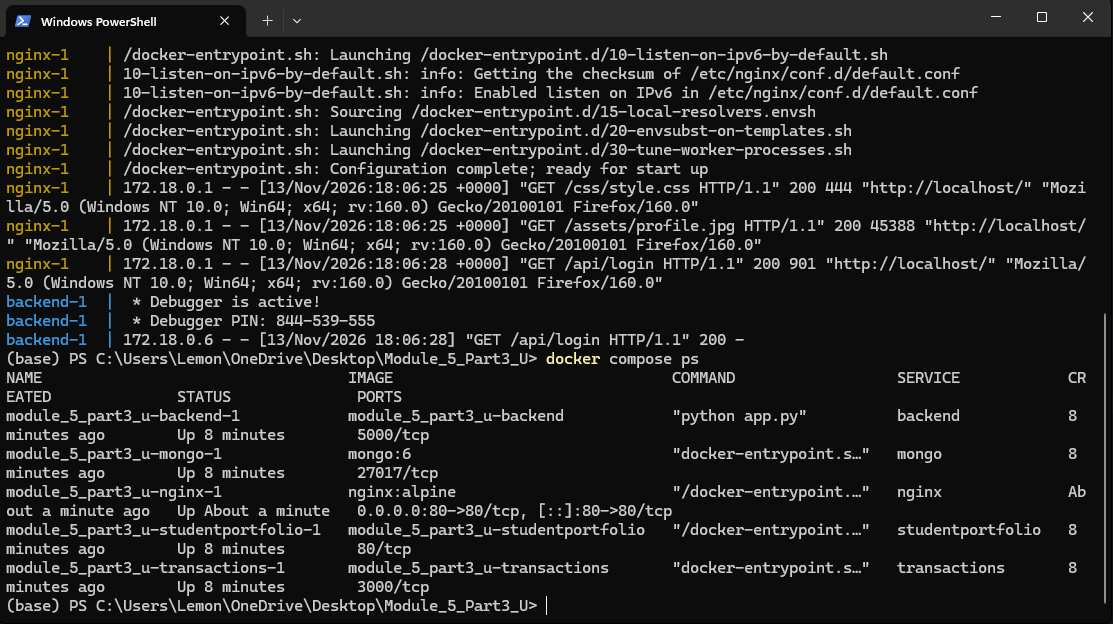 Windows PowerShell
nginx-1    | /docker-entrypoint.sh: Launching /docker-entrypoint.d/10-listen-on-ipv6-by-default.sh
nginx-1    | 10-listen-on-ipv6-by-default.sh: info: Getting the checksum of /etc/nginx/conf.d/default.conf
nginx-1    | 10-listen-on-ipv6-by-default.sh: info: Enabled listen on IPv6 in /etc/nginx/conf.d/default.conf
nginx-1    | /docker-entrypoint.sh: Sourcing /docker-entrypoint.d/15-local-resolvers.envsh
nginx-1    | /docker-entrypoint.sh: Launching /docker-entrypoint.d/20-envsubst-on-templates.sh
nginx-1    | /docker-entrypoint.sh: Launching /docker-entrypoint.d/30-tune-worker-processes.sh
nginx-1    | /docker-entrypoint.sh: Configuration complete; ready for start up
nginx-1    | 172.18.0.1 - - [13/Nov/2026:18:06:25 +0000] "GET /css/style.css HTTP/1.1" 200 444 "http://localhost/" "Mozi
lla/5.0 (Windows NT 10.0; Win64; x64; rv:160.0) Gecko/20100101 Firefox/160.0"
nginx-1    | 172.18.0.1 - - [13/Nov/2026:18:06:25 +0000] "GET /assets/profile.jpg HTTP/1.1" 200 45388 "http://localhost/
" "Mozilla/5.0 (Windows NT 10.0; Win64; x64; rv:160.0) Gecko/20100101 Firefox/160.0"
nginx-1    | 172.18.0.1 - - [13/Nov/2026:18:06:28 +0000] "GET /api/login HTTP/1.1" 200 901 "http://localhost/" "Mozilla/
5.0 (Windows NT 10.0; Win64; x64; rv:160.0) Gecko/20100101 Firefox/160.0"
backend-1  |  * Debugger is active!
backend-1  |  * Debugger PIN: 844-539-555
backend-1  | 172.18.0.6 - - [13/Nov/2026 18:06:28] "GET /api/login HTTP/1.1" 200 -
(base) PS C:\Users\Lemon\OneDrive\Desktop\Module_5_Part3_U> docker compose ps
NAME                                  IMAGE                               COMMAND                  SERVICE            CR
EATED              STATUS              PORTS
module_5_part3_u-backend-1            module_5_part3_u-backend            "python app.py"          backend            8
minutes ago        Up 8 minutes        5000/tcp
module_5_part3_u-mongo-1              mongo:6                             "docker-entrypoint.s…"   mongo              8
minutes ago        Up 8 minutes        27017/tcp
module_5_part3_u-nginx-1              nginx:alpine                        "/docker-entrypoint.…"   nginx              Ab
out a minute ago   Up About a minute   0.0.0.0:80->80/tcp, [::]:80->80/tcp
module_5_part3_u-studentportfolio-1   module_5_part3_u-studentportfolio   "/docker-entrypoint.…"   studentportfolio   8
minutes ago        Up 8 minutes        80/tcp
module_5_part3_u-transactions-1       module_5_part3_u-transactions       "docker-entrypoint.s…"   transactions       8
minutes ago        Up 8 minutes        3000/tcp
(base) PS C:\Users\Lemon\OneDrive\Desktop\Module_5_Part3_U>